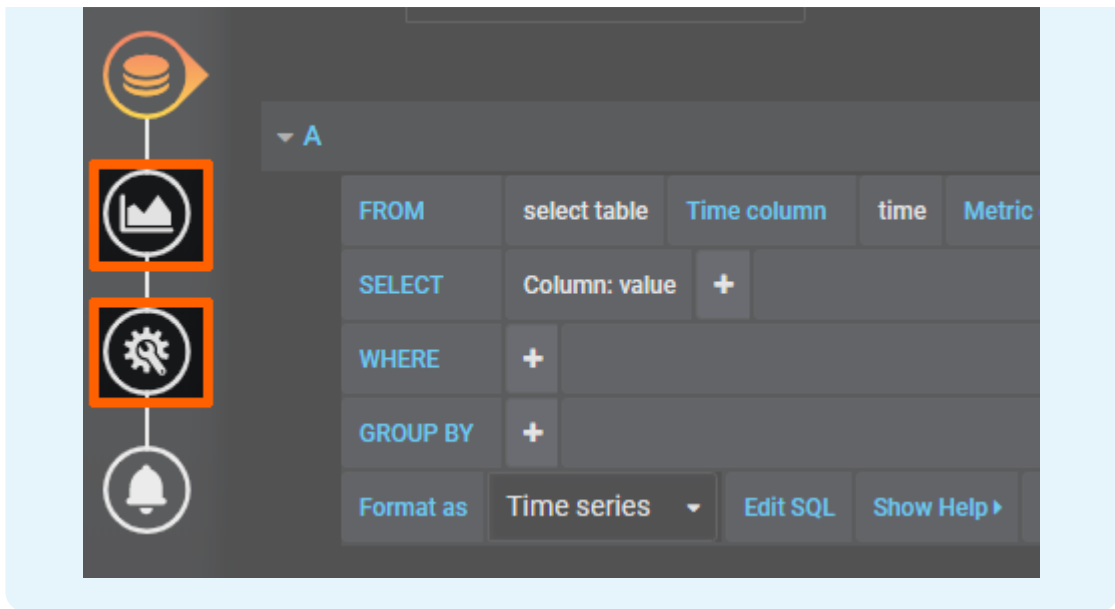 A
FROM select table Time column time Metric
SELECT Column: value +
WHERE +
GROUP BY +
Format as Time series Edit SQL Show Help